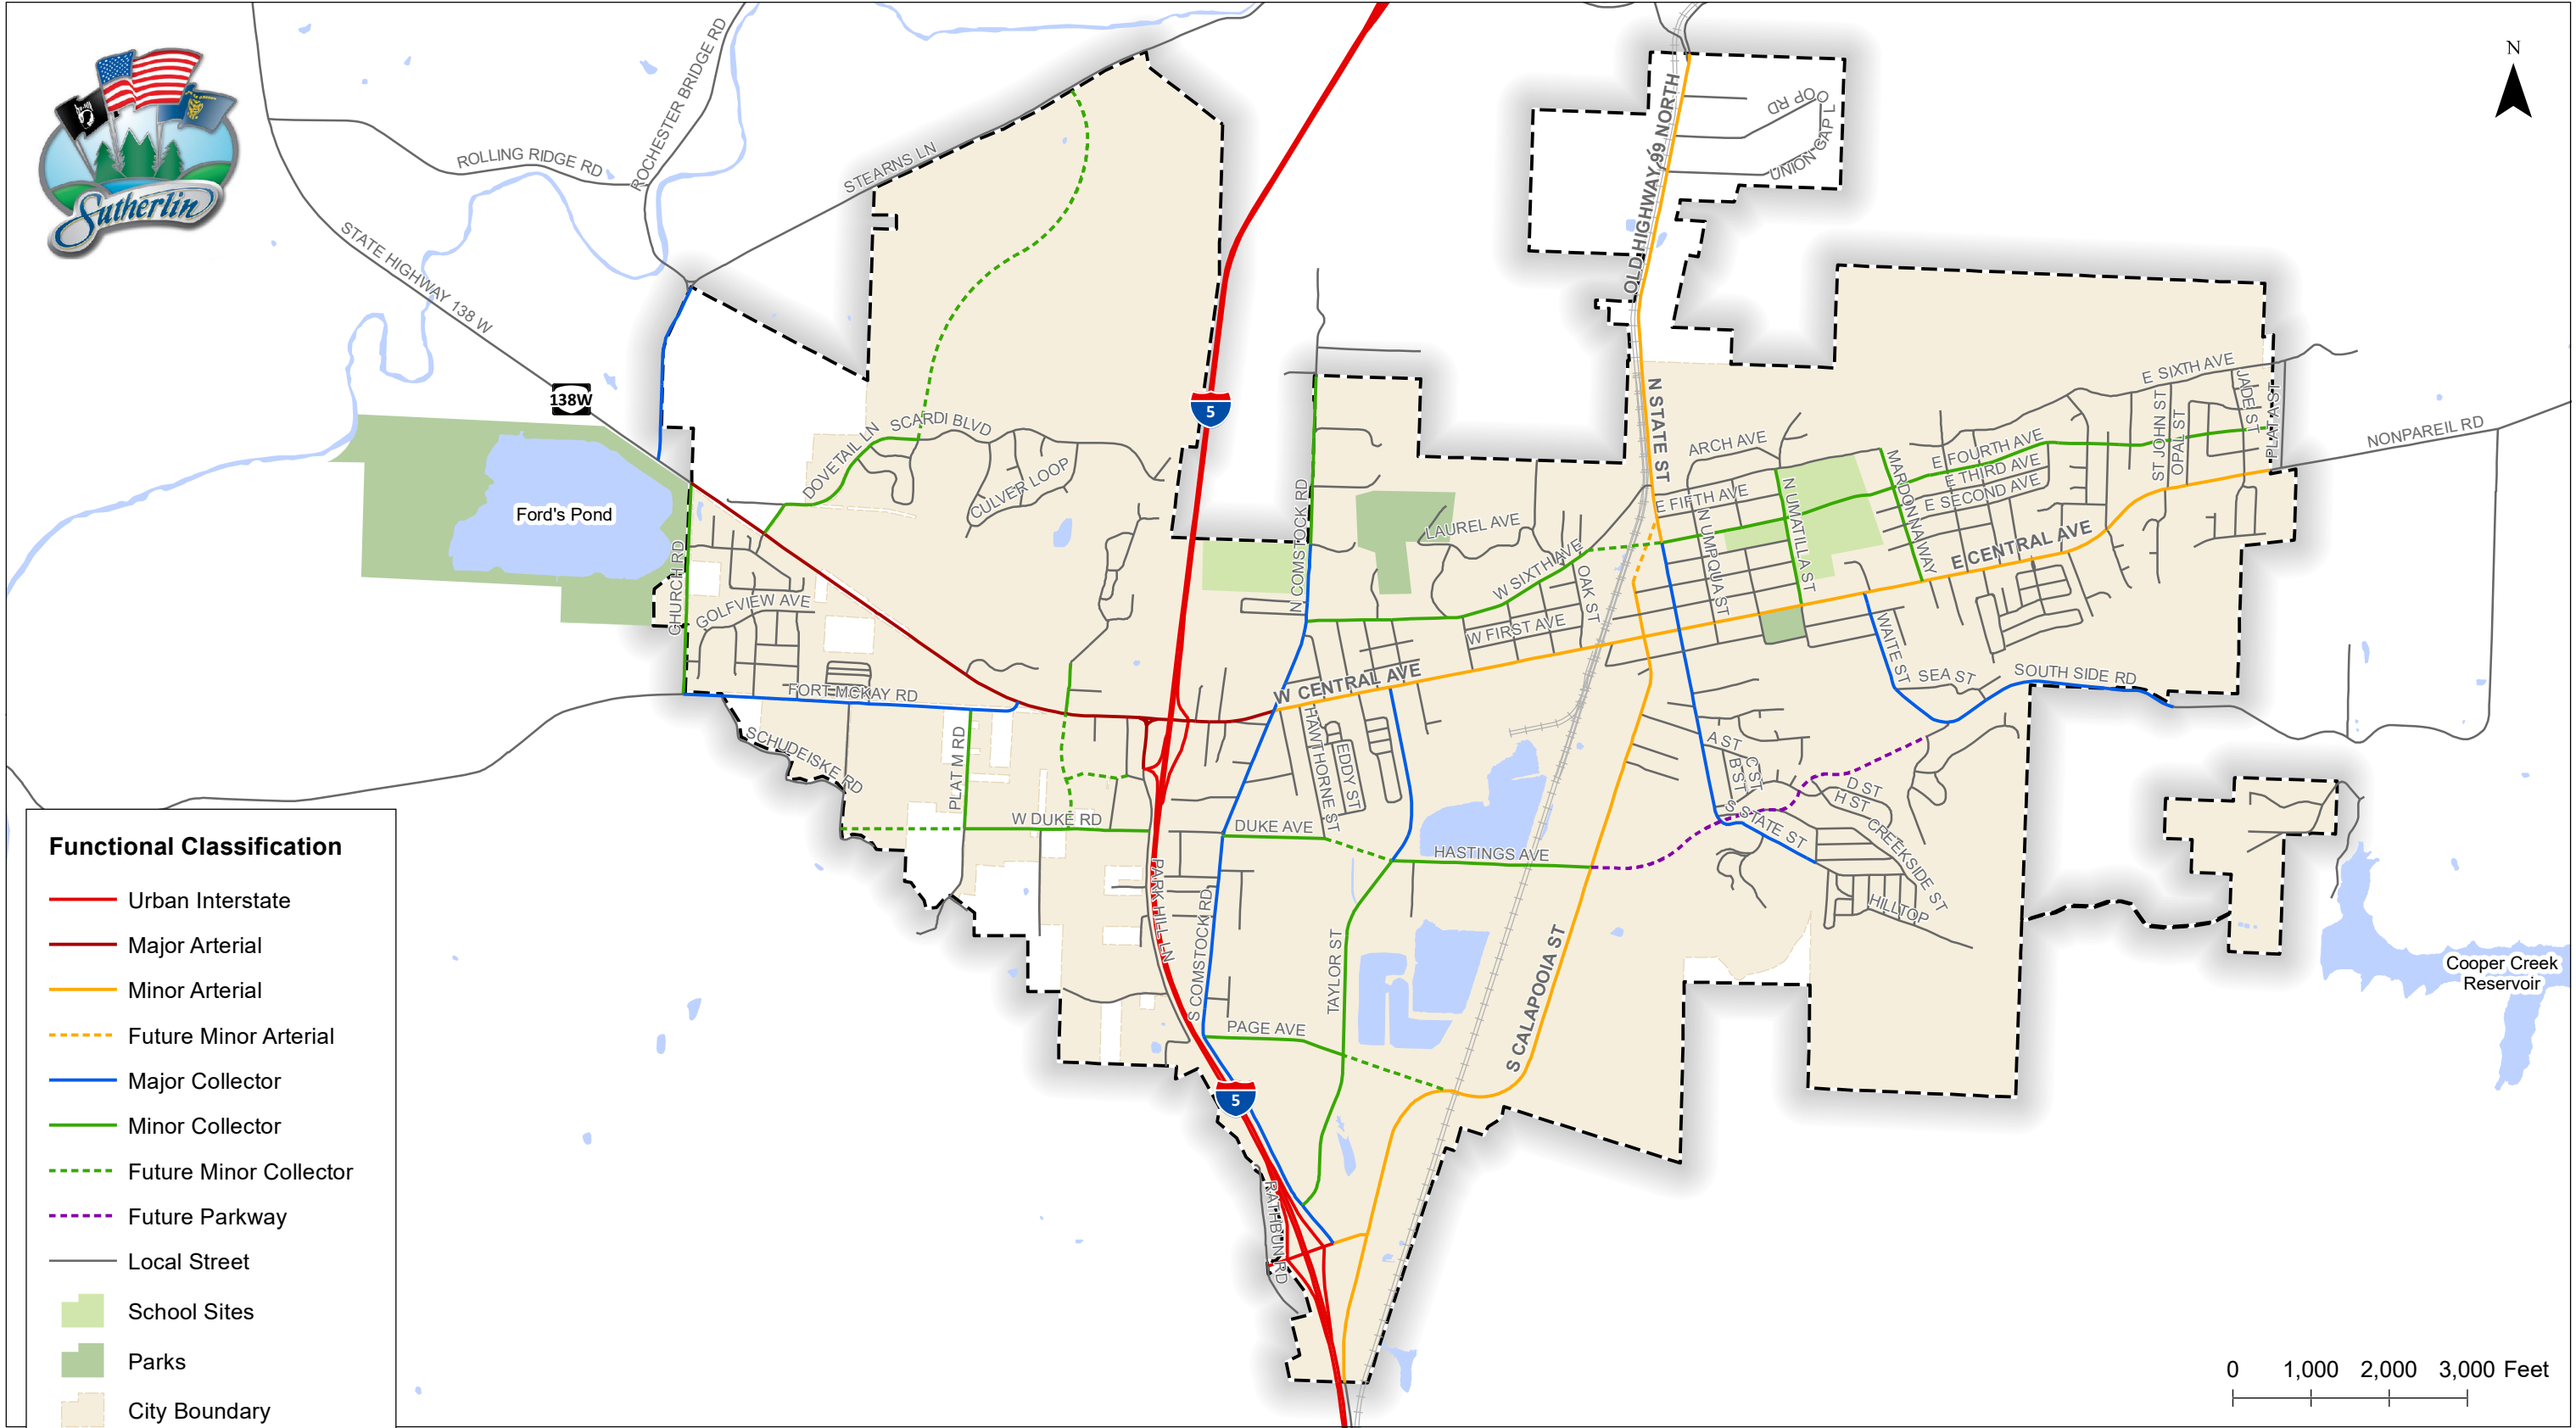 Sutherlin
N
ROLLING RIDGE RD
ROCHESTER BRIDGE RD
STEARNS LN
STATE HIGHWAY 138 W
138W
OLD HIGHWAY 99 NORTH
UNION GAP LOOP RD
5
N STATE ST
DOVETAIL LN
SCARDI BLVD
CULVER LOOP
Ford's Pond
CHURCH RD
GOLFVIEW AVE
FORT MCKAY RD
SCHUDEISKE RD
PLAT M RD
W DUKE RD
PARK HILL LN
N COMSTOCK RD
LAUREL AVE
W SIXTH AVE
OAK ST
W FIRST AVE
W CENTRAL AVE
HAWTHORNE ST
EDDY ST
DUKE AVE
HASTINGS AVE
S COMSTOCK RD
TAYLOR ST
PAGE AVE
S CALAPOOIA ST
5
RATHBUN RD
ARCH AVE
E FIFTH AVE
N UMPQUA ST
N UMATILLA ST
MARDONNA WAY
E FOURTH AVE
E THIRD AVE
E SECOND AVE
E CENTRAL AVE
E SIXTH AVE
ST JOHN ST
OPAL ST
JADE ST
PLAT A ST
NONPAREIL RD
WAITE ST
SEA ST
SOUTH SIDE RD
A ST
B ST
C ST
D ST
H ST
S STATE ST
CREEKSIDE ST
HILLTOP
Cooper Creek
Reservoir
Functional Classification
Urban Interstate
Major Arterial
Minor Arterial
Future Minor Arterial
Major Collector
Minor Collector
Future Minor Collector
Future Parkway
Local Street
School Sites
Parks
City Boundary
0 1,000 2,000 3,000 Feet